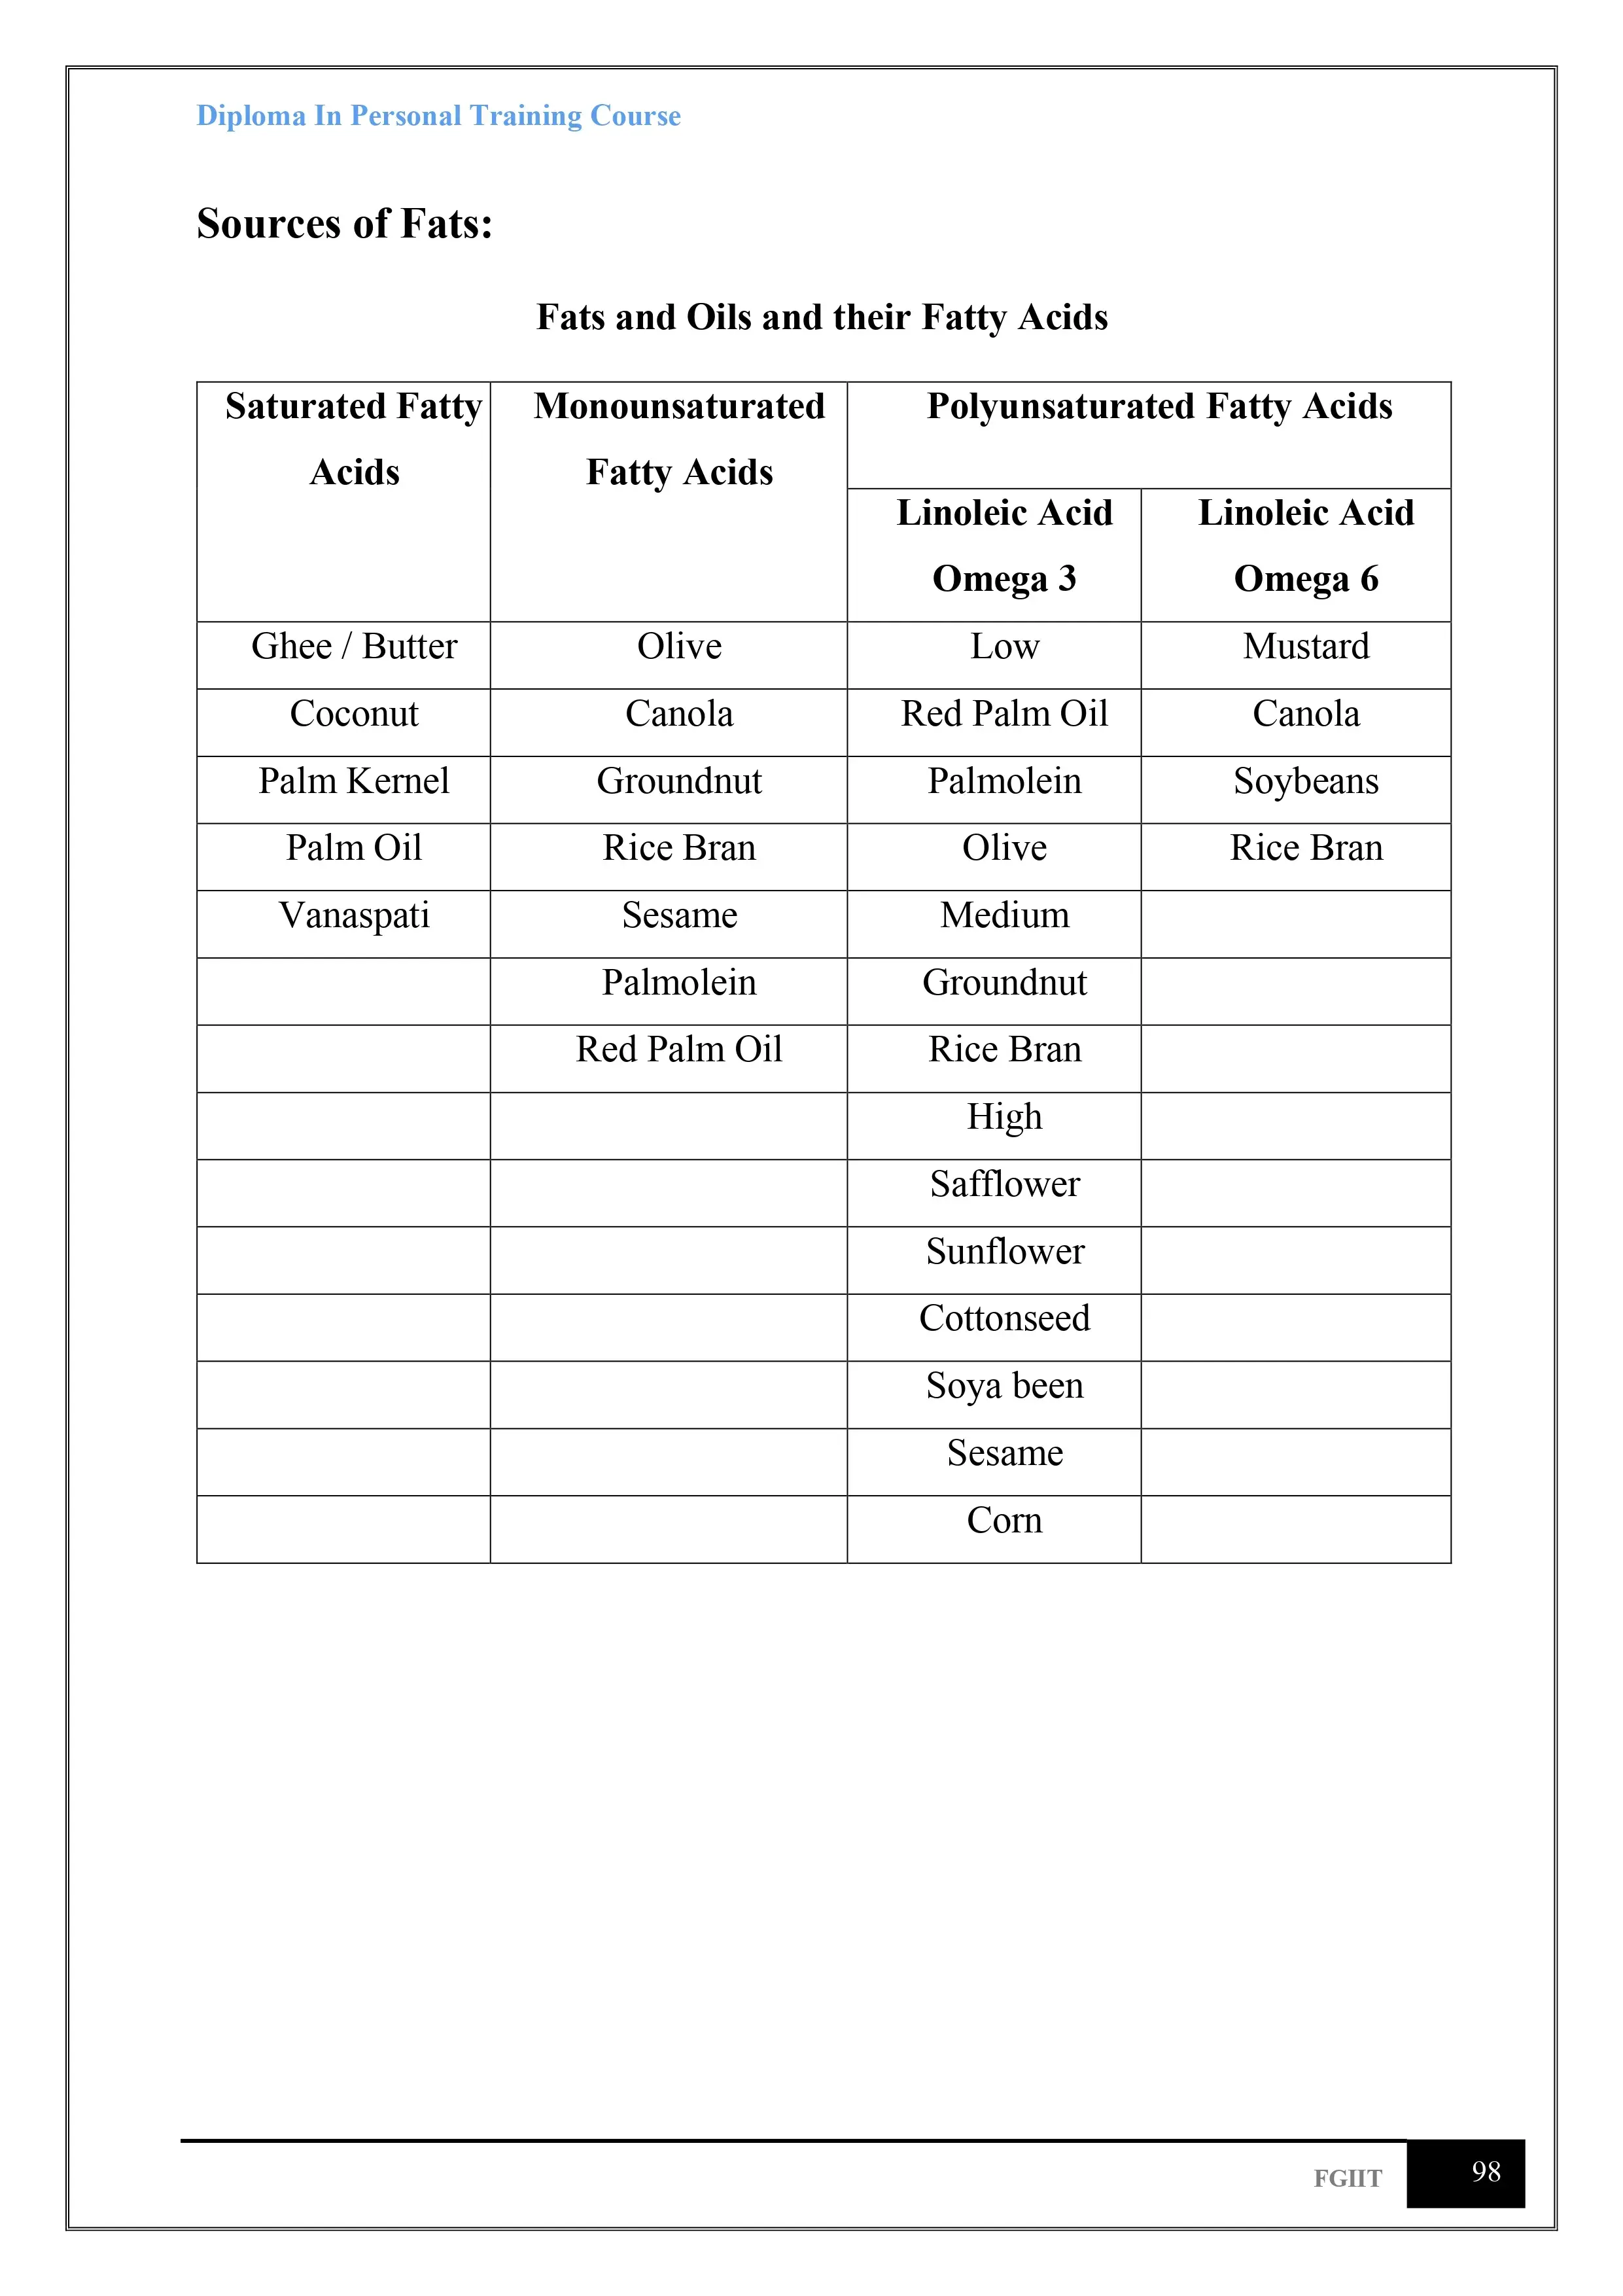 Diploma In Personal Training Course
Sources of Fats:
Fats and Oils and their Fatty Acids
Saturated Fatty Acids Monounsaturated Fatty Acids Polyunsaturated Fatty Acids
Linoleic Acid Omega 3 Linoleic Acid Omega 6
Ghee / Butter Olive Low Mustard
Coconut Canola Red Palm Oil Canola
Palm Kernel Groundnut Palmolein Soybeans
Palm Oil Rice Bran Olive Rice Bran
Vanaspati Sesame Medium
Palmolein Groundnut
Red Palm Oil Rice Bran
High
Safflower
Sunflower
Cottonseed
Soya been
Sesame
Corn
FGIIT 98